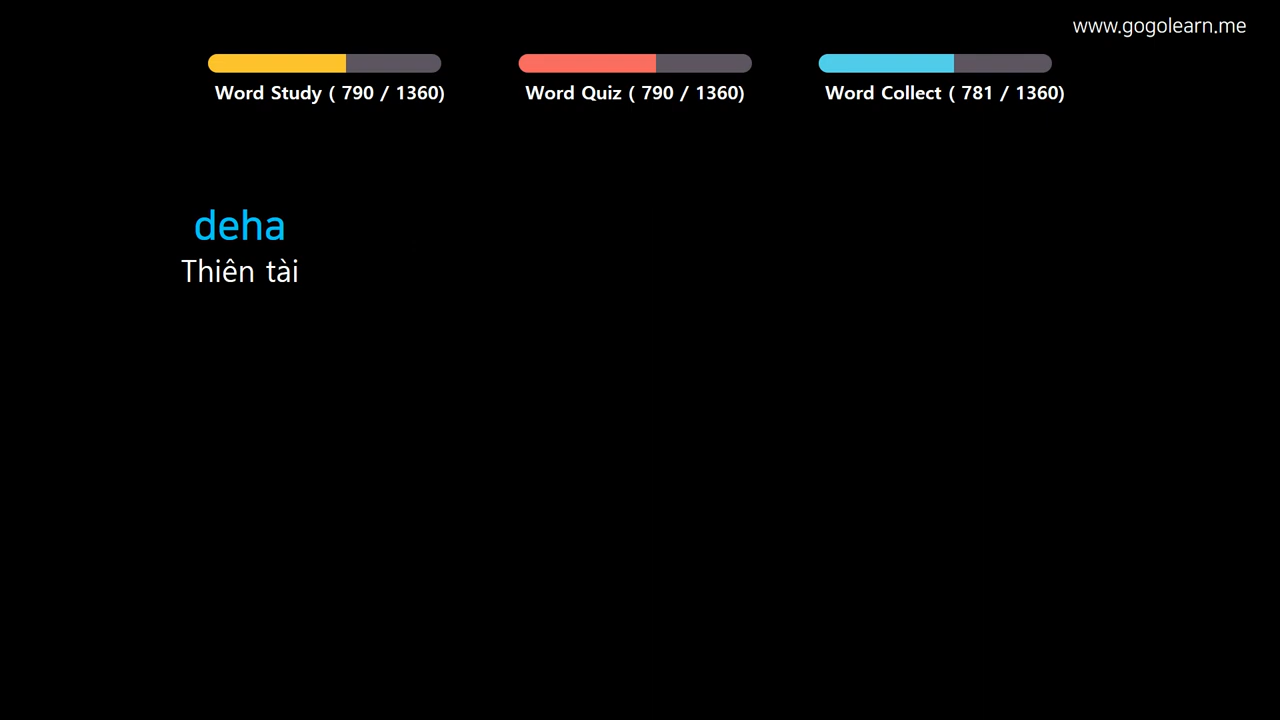 www.gogolearn.me
Word Study ( 790 / 1360)
Word Quiz ( 790 / 1360)
Word Collect ( 781 / 1360)
deha
Thiên tài